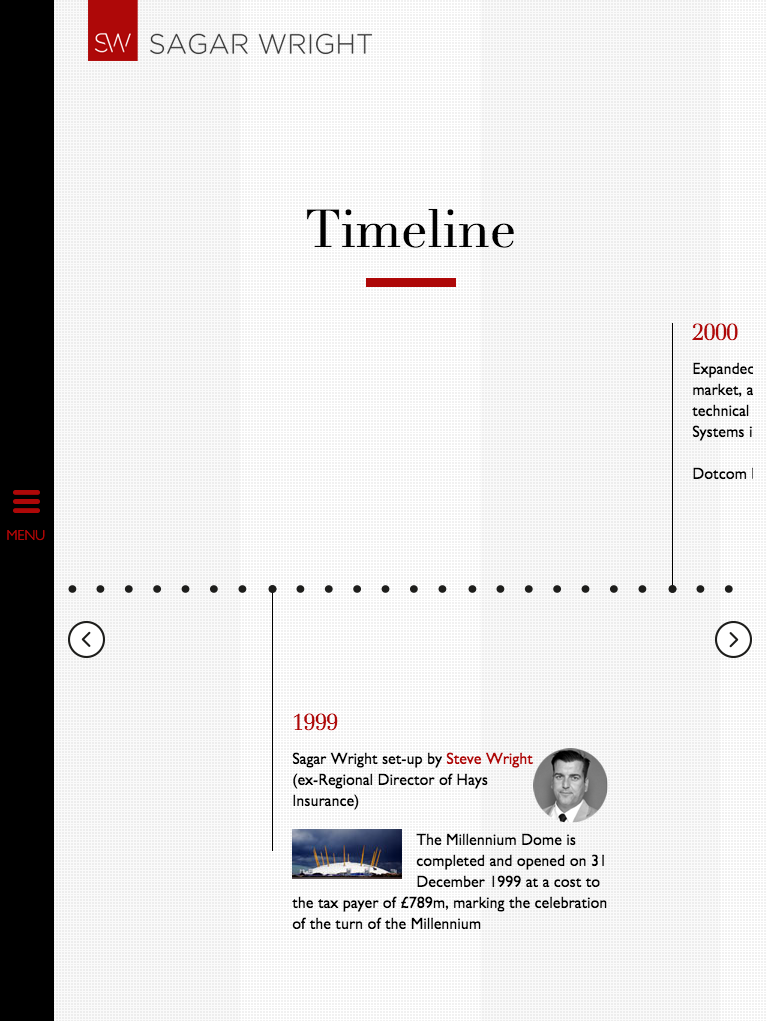 SW SAGAR WRIGHT
Timeline
2000
market, a
technical
Systems i
Dotcom
MENU
1999
Sagar Wright set-up by Steve Wright
(ex-Regional Director of Hays
Insurance)
The Millennium Dome is
completed and opened on 31
December 1999 at a cost to
the tax payer of £789m, marking the celebration
of the turn of the Millennium